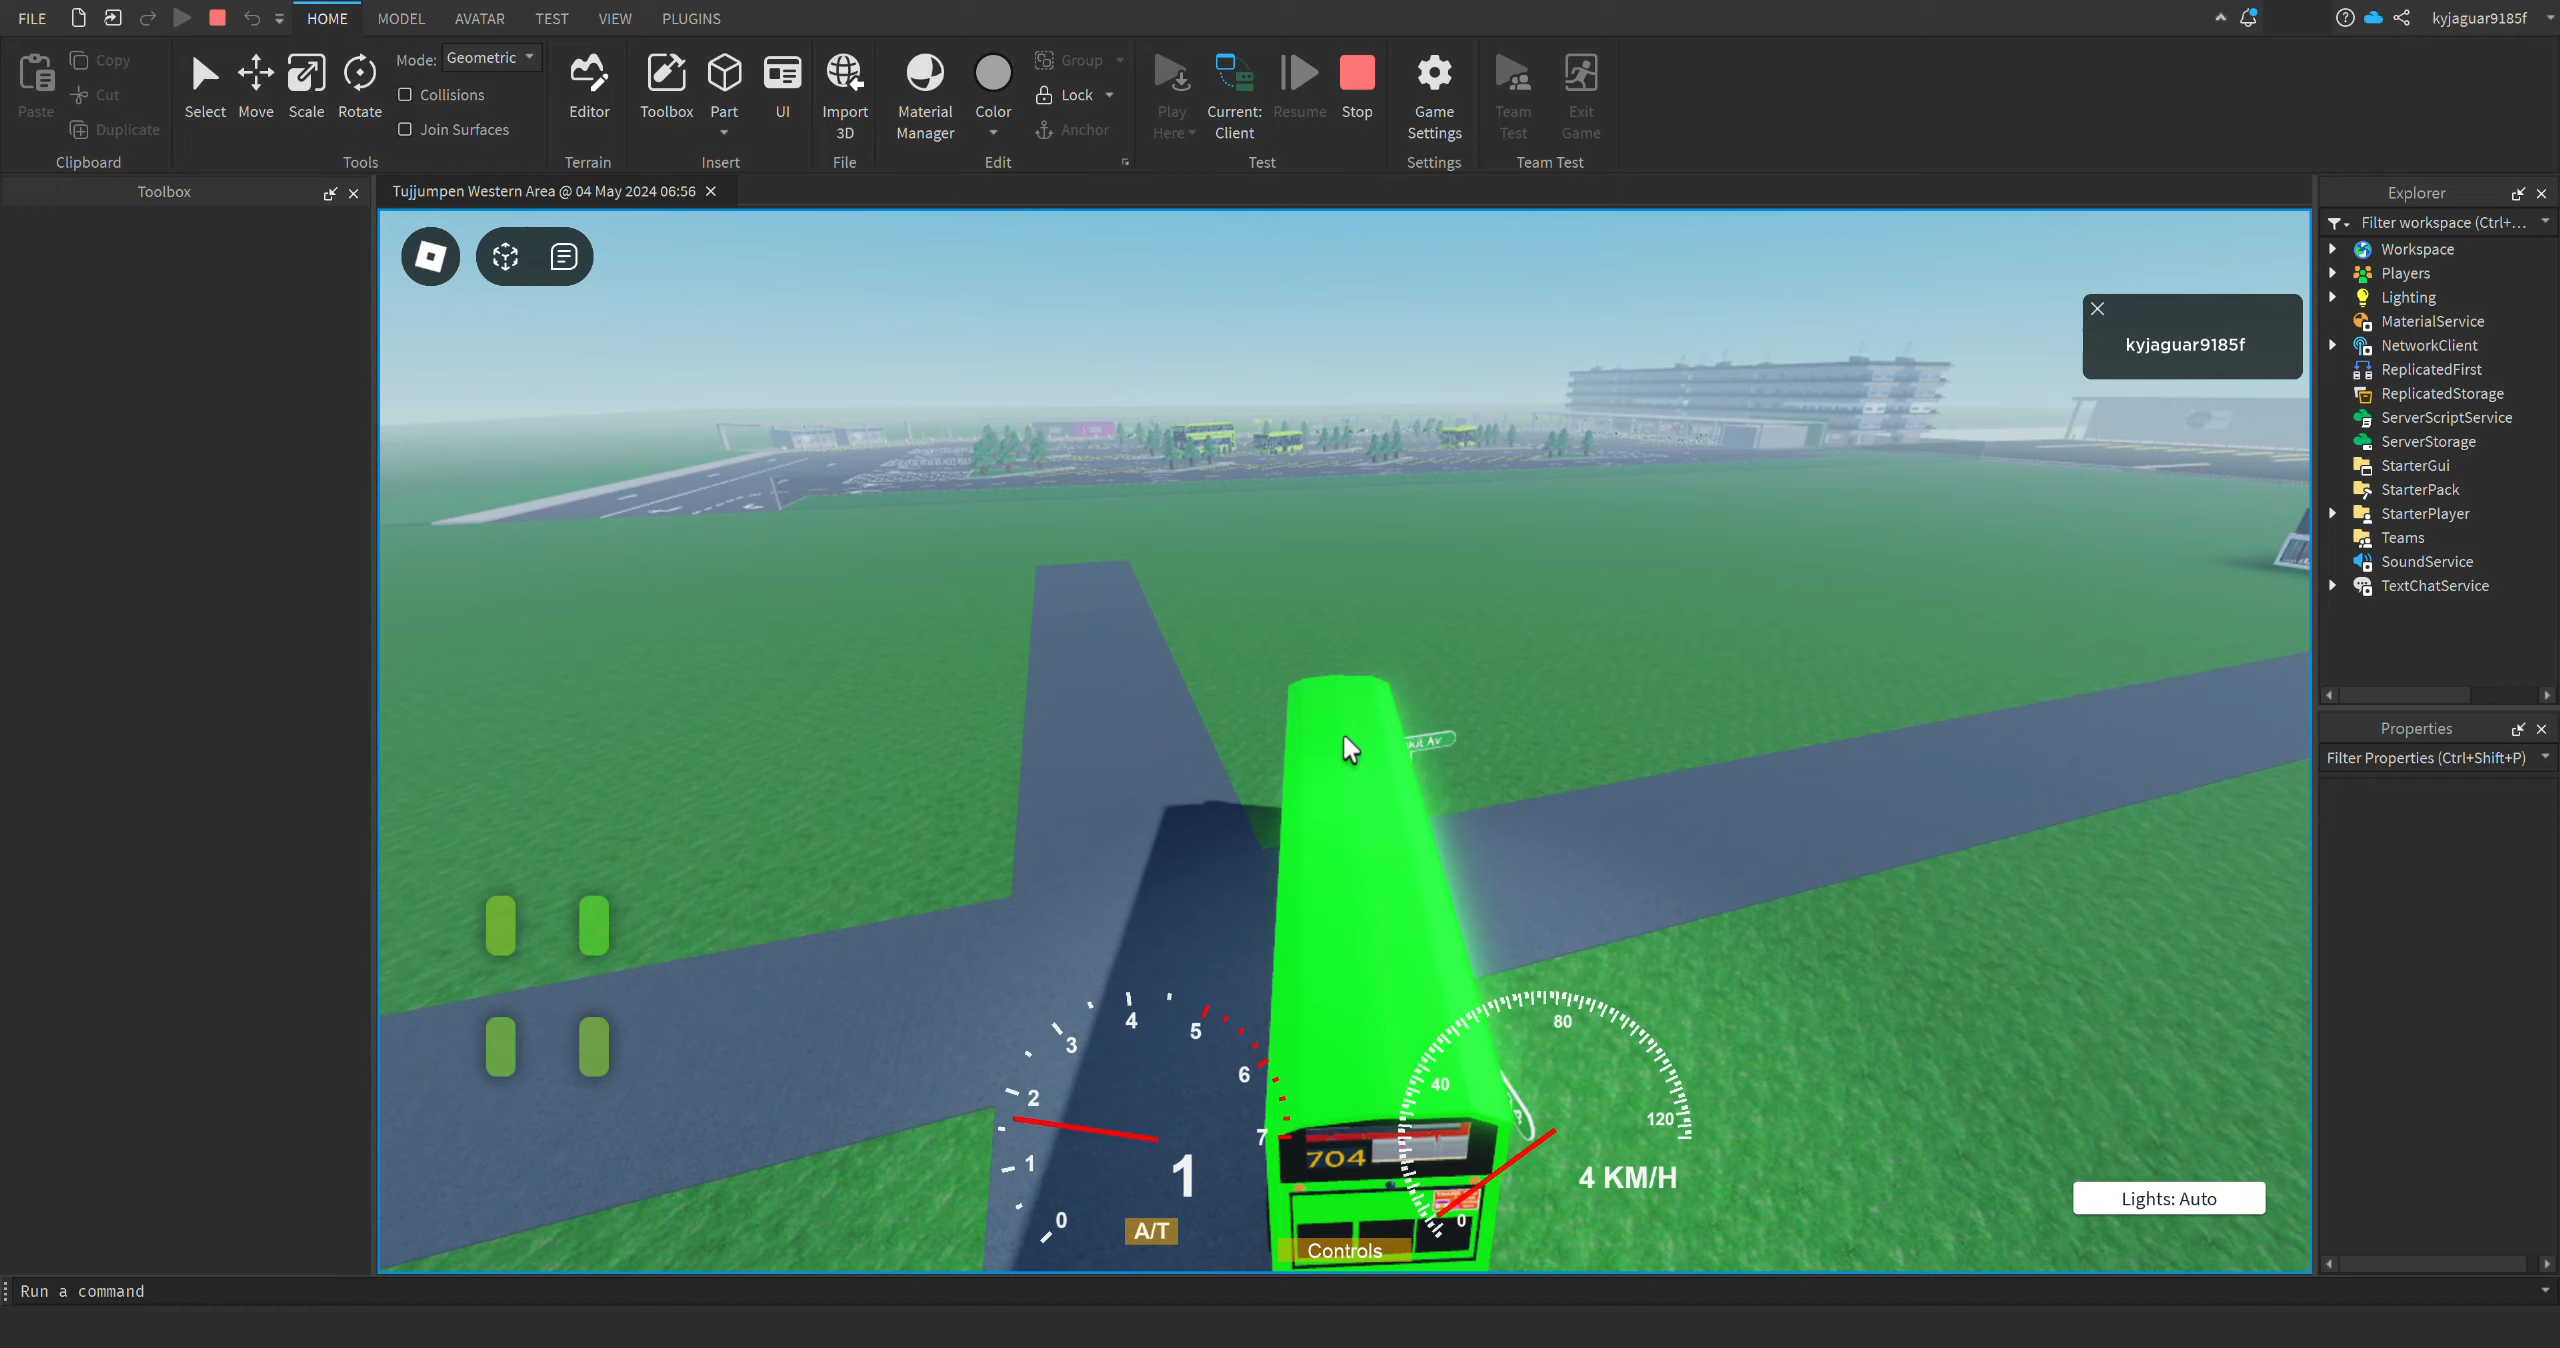 FILE HOME MODEL AVATAR TEST VIEW PLUGINS kyjaguar9185f
Paste Copy Cut Duplicate Clipboard
Select Move Scale Rotate Mode: Geometric Collisions Join Surfaces Tools
Editor Terrain
Toolbox Part UI Insert
Import 3D File
Material Manager Color Group Lock Anchor Edit
Play Here Current: Client Resume Stop Test
Game Settings Settings
Team Test Exit Game Team Test
Toolbox
Tujjumpen Western Area @ 04 May 2024 06:56
Explorer
Filter workspace (Ctrl+...
Workspace
Players
Lighting
MaterialService
NetworkClient
ReplicatedFirst
ReplicatedStorage
ServerScriptService
ServerStorage
StarterGui
StarterPack
StarterPlayer
Teams
SoundService
TextChatService
Properties
Filter Properties (Ctrl+Shift+P)
kyjaguar9185f
Av
0 1 2 3 4 5 6 7
1
A/T
704
Controls
0 40 80 120
4 KM/H
Lights: Auto
Run a command